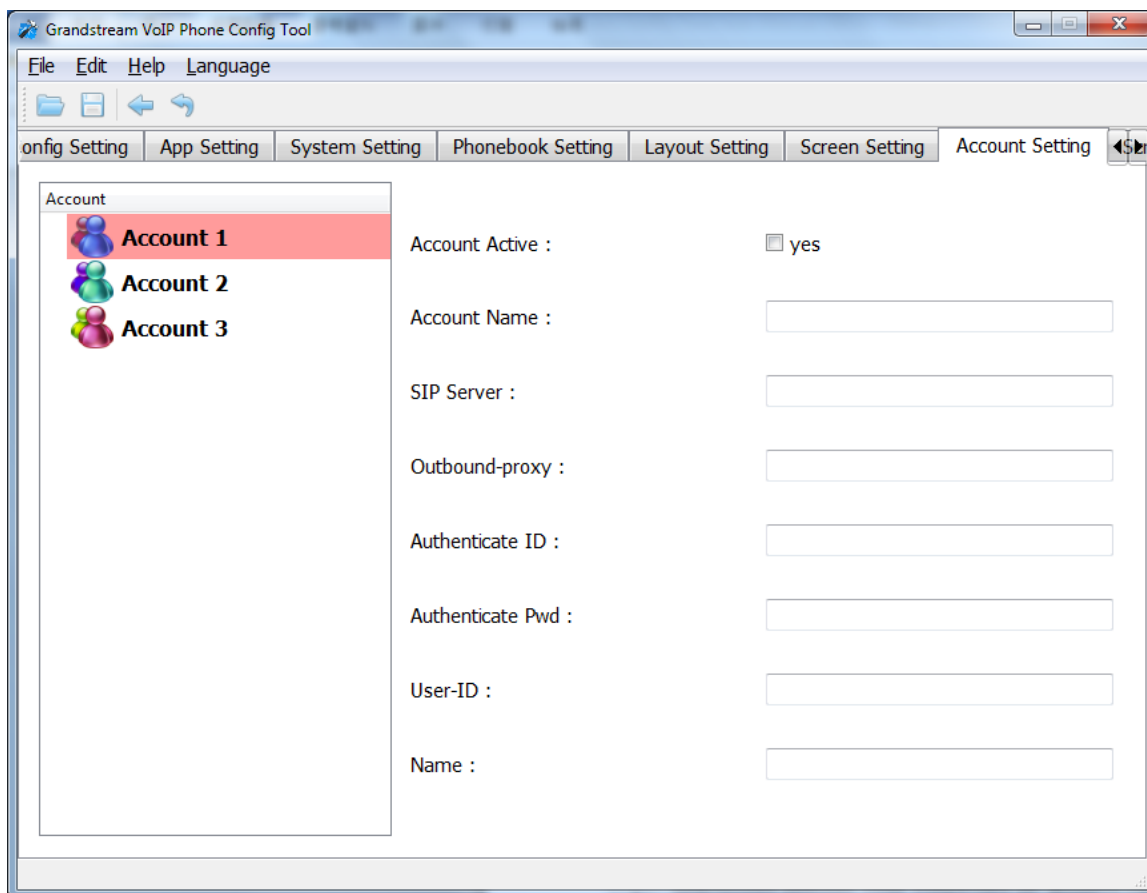 Grandstream VoIP Phone Config Tool
File Edit Help Language
onfig Setting App Setting System Setting Phonebook Setting Layout Setting Screen Setting Account Setting
Account
Account 1
Account 2
Account 3
Account Active : yes
Account Name :
SIP Server :
Outbound-proxy :
Authenticate ID :
Authenticate Pwd :
User-ID :
Name :